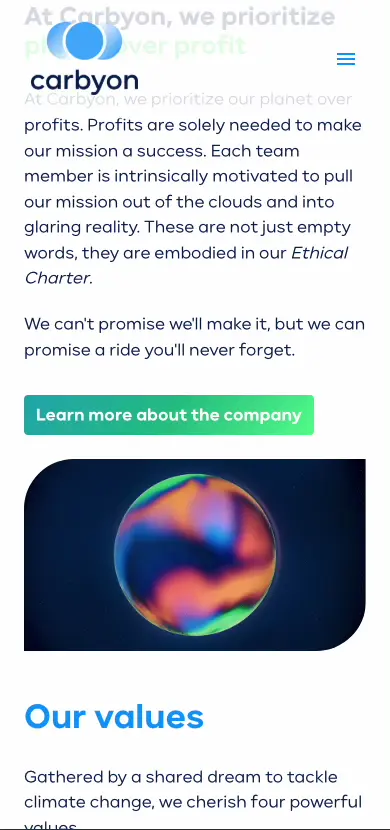 At Carbyon, we prioritize
planet over profit
carbyon
At Carbyon, we prioritize our planet over
profits. Profits are solely needed to make
our mission a success. Each team
member is intrinsically motivated to pull
our mission out of the clouds and into
glaring reality. These are not just empty
words, they are embodied in our Ethical
Charter.
We can't promise we'll make it, but we can
promise a ride you'll never forget.
Learn more about the company
Our values
Gathered by a shared dream to tackle
climate change, we cherish four powerful
values